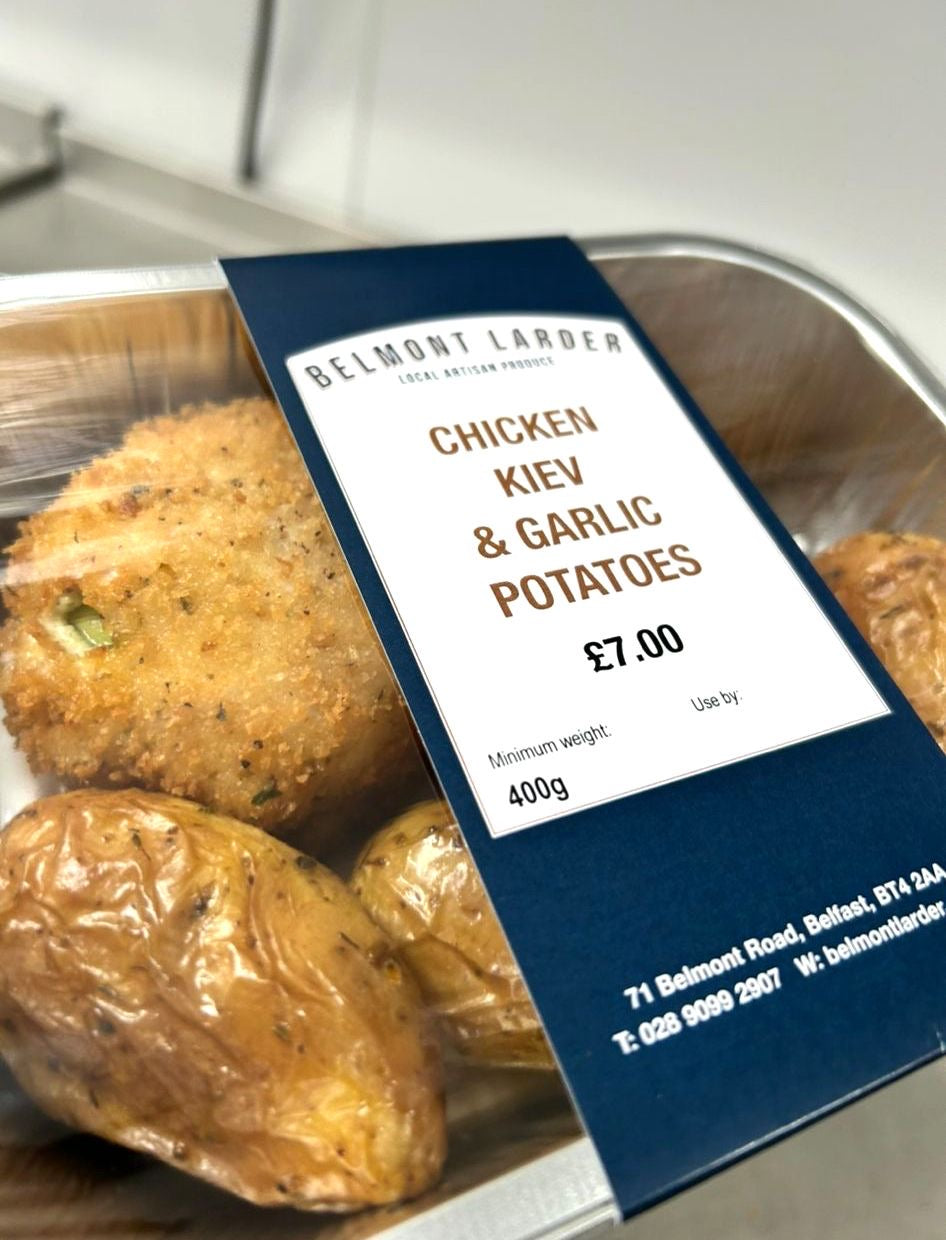 BELMONT LARDER
LOCAL ARTISAN PRODUCE
CHICKEN
KIEV
& GARLIC
POTATOES
£7.00
Use by:
Minimum weight:
400g
71 Belmont Road, Belfast, BT4 2AA
T: 028 9099 2907 W: belmontlarder